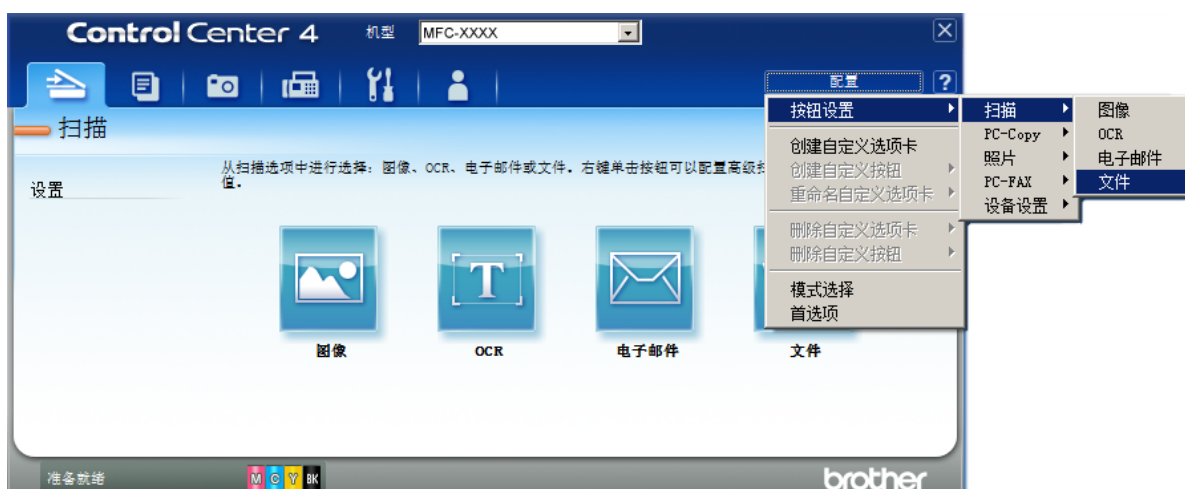 Control Center 4
机型
MFC-XXXX
配置
?
扫描
设置
从扫描选项中进行选择: 图像、OCR、电子邮件或文件。右键单击按钮可以配置高级
值。
图像
OCR
电子邮件
文件
按钮设置
创建自定义选项卡
创建自定义按钮
重命名自定义选项卡
删除自定义选项卡
删除自定义按钮
模式选择
首选项
扫描
PC-Copy
照片
PC-FAX
设备设置
图像
OCR
电子邮件
文件
准备就绪
M C Y BK
brother